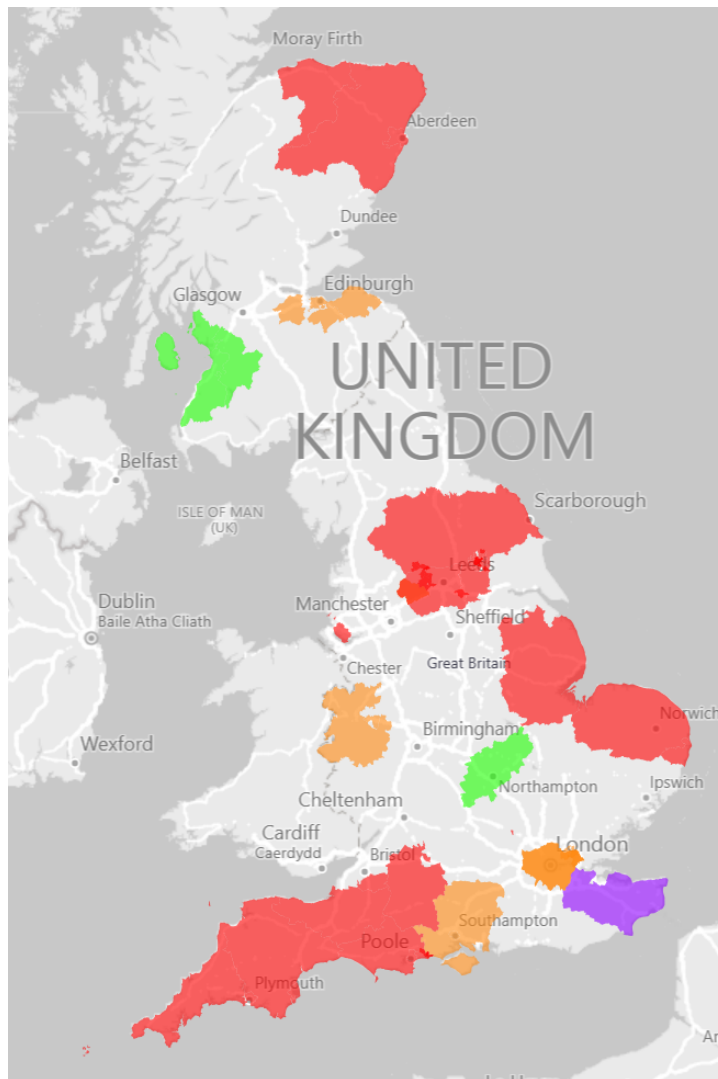 Moray Firth
Aberdeen
Dundee
Edinburgh
Glasgow
UNITED
KINGDOM
Belfast
Scarborough
ISLE OF MAN
(UK)
Leeds
Dublin
Manchester
Baile Atha Cliath
Sheffield
Great Britain
Chester
Norwich
Birmingham
Wexford
Ipswich
Northampton
Cheltenham
Cardiff
London
Caerdydd
Bristol
Southampton
Poole
Plymouth